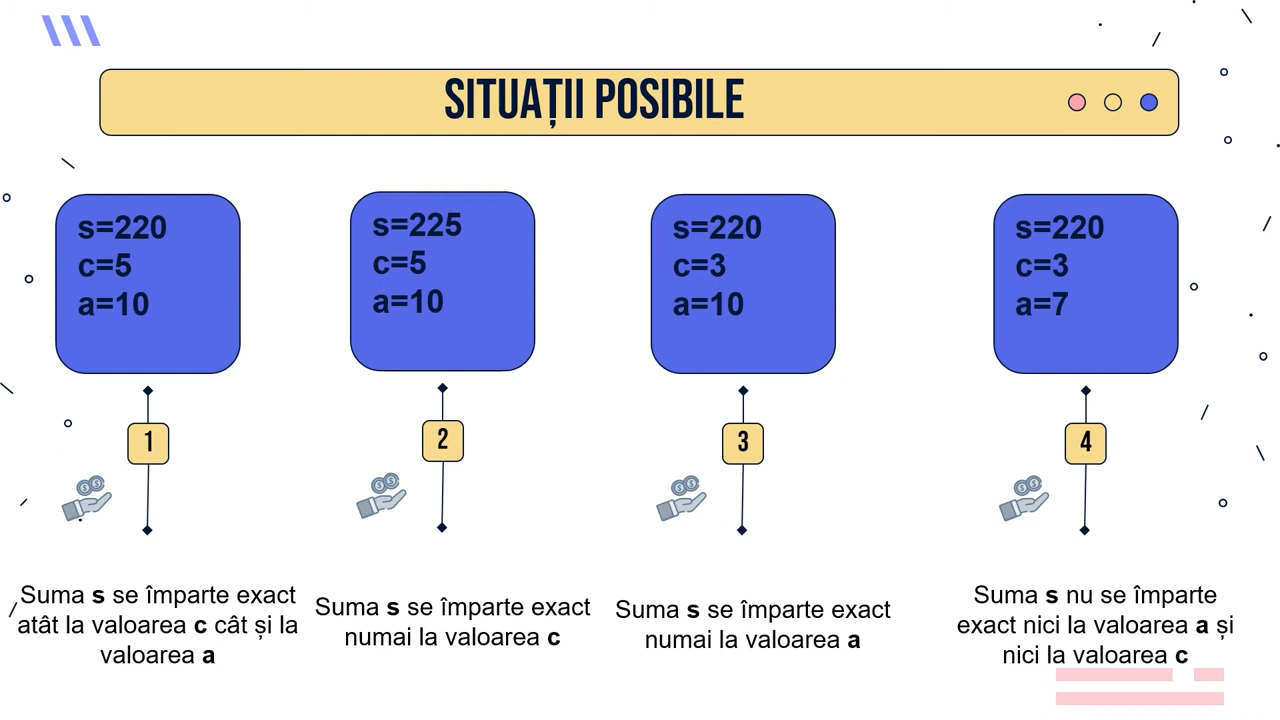 SITUAȚII POSIBILE
s=220
c=5
a=10
s=225
c=5
a=10
s=220
c=3
a=10
s=220
c=3
a=7
1
2
3
4
Suma s se împarte exact
atât la valoarea c cât și la
valoarea a
Suma s se împarte exact
numai la valoarea c
Suma s se împarte exact
numai la valoarea a
Suma s nu se împarte
exact nici la valoarea a și
nici la valoarea c